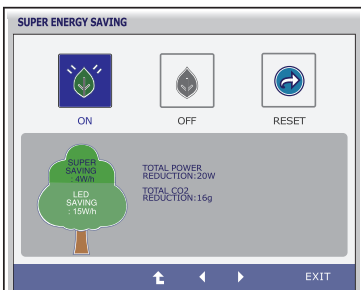 SUPER ENERGY SAVING
ON
OFF
RESET
SUPER
SAVING
: 4W/h
LED
SAVING
: 15W/h
TOTAL POWER
REDUCTION:20W
TOTAL CO2
REDUCTION:16g
EXIT